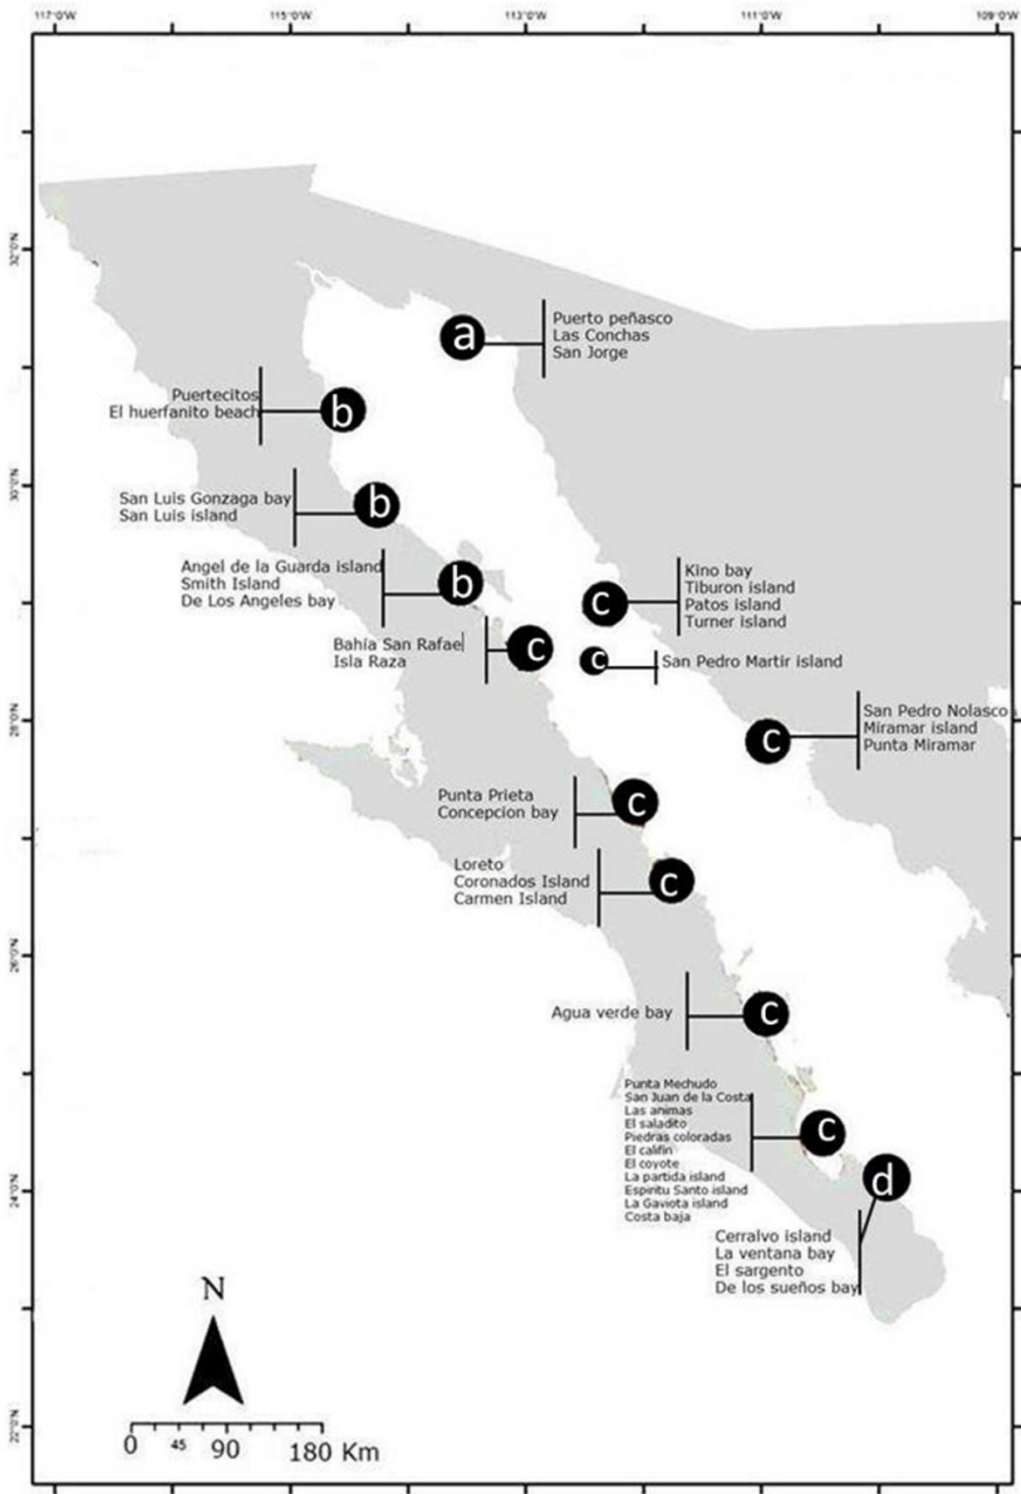 117°0'W
115°0'W
113°0'W
111°0'W
109°0'W
32°0'N
30°0'N
28°0'N
26°0'N
24°0'N
22°0'N
a
Puerto peñasco
Las Conchas
San Jorge
Puertecitos
El huerfanito beach
b
San Luis Gonzaga bay
San Luis island
b
Angel de la Guarda island
Smith Island
De Los Angeles bay
b
c
Kino bay
Tiburon island
Patos island
Turner island
Bahía San Rafael
Isla Raza
c
c
San Pedro Martir island
c
San Pedro Nolasco
Miramar island
Punta Miramar
Punta Prieta
Concepcion bay
c
Loreto
Coronados Island
Carmen Island
c
Agua verde bay
c
Punta Mechudo
San Juan de la Costa
Las animas
El saladito
Piedras coloradas
El califin
El coyote
La partida island
Espiritu Santo island
La Gaviota island
Costa baja
c
d
Cerralvo island
La ventana bay
El sargento
De los sueños bay
N
0 45 90 180 Km